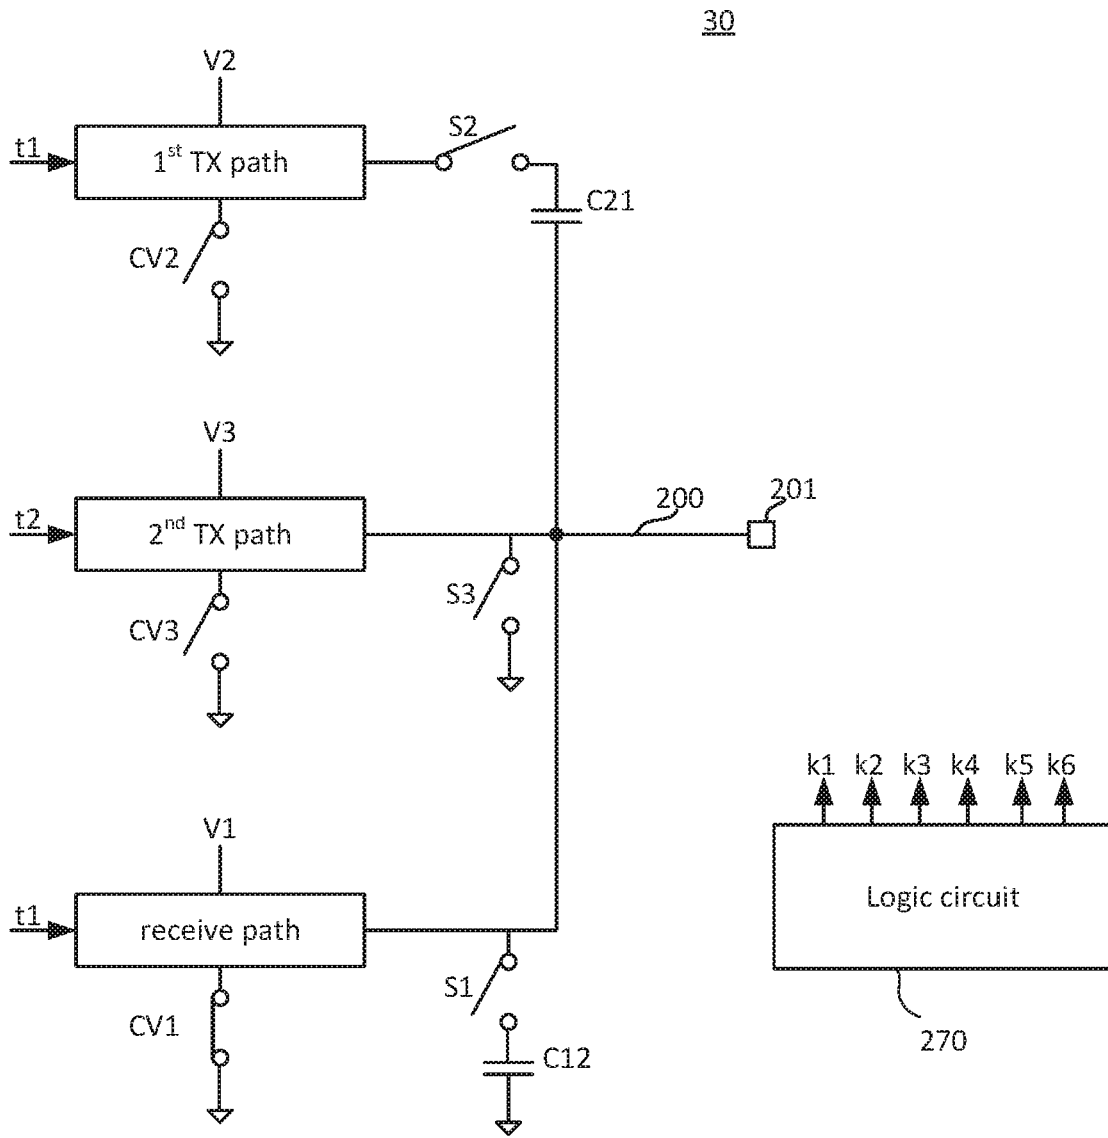 30
V2
t1
1st TX path
S2
C21
CV2
V3
t2
2nd TX path
200
201
S3
CV3
k1 k2 k3 k4 k5 k6
V1
t1
receive path
Logic circuit
S1
CV1
C12
270